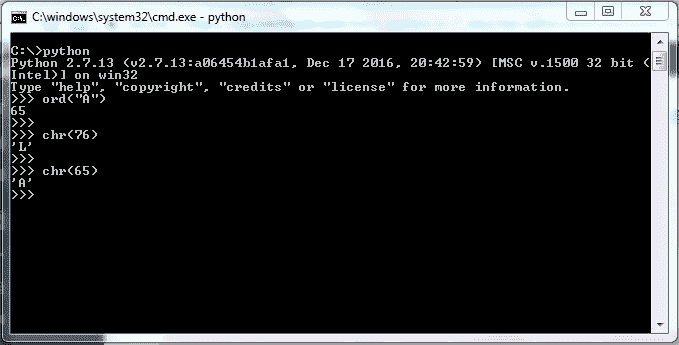 C:\windows\system32\cmd.exe - python
C:\>python
Python 2.7.13 (v2.7.13:a06454b1afa1, Dec 17 2016, 20:42:59) [MSC v.1500 32 bit (
Intel)] on win32
Type "help", "copyright", "credits" or "license" for more information.
>>> ord("A")
65
>>>
>>> chr(76)
'L'
>>>
>>> chr(65)
'A'
>>>